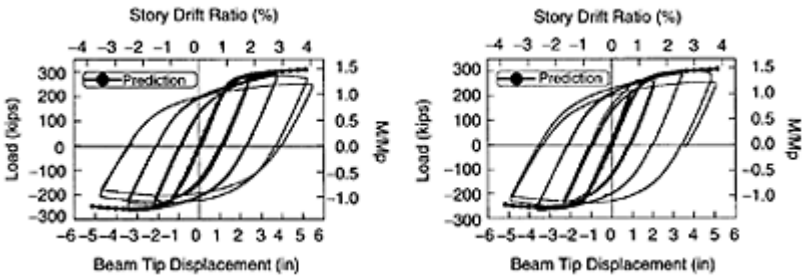 Story Drift Ratio (%)
-4 -3 -2 -1 0 1 2 3 4
300
200
100
0
-100
-200
-300
Load (kips)
Prediction
1.5
1.0
0.5
0.0
-0.5
-1.0
M/Mp
-6 -5 -4 -3 -2 -1 0 1 2 3 4 5 6
Beam Tip Displacement (in)
Story Drift Ratio (%)
-4 -3 -2 -1 0 1 2 3 4
300
200
100
0
-100
-200
-300
Load (kips)
Prediction
1.5
1.0
0.5
0.0
-0.5
-1.0
M/Mp
-6 -5 -4 -3 -2 -1 0 1 2 3 4 5 6
Beam Tip Displacement (in)